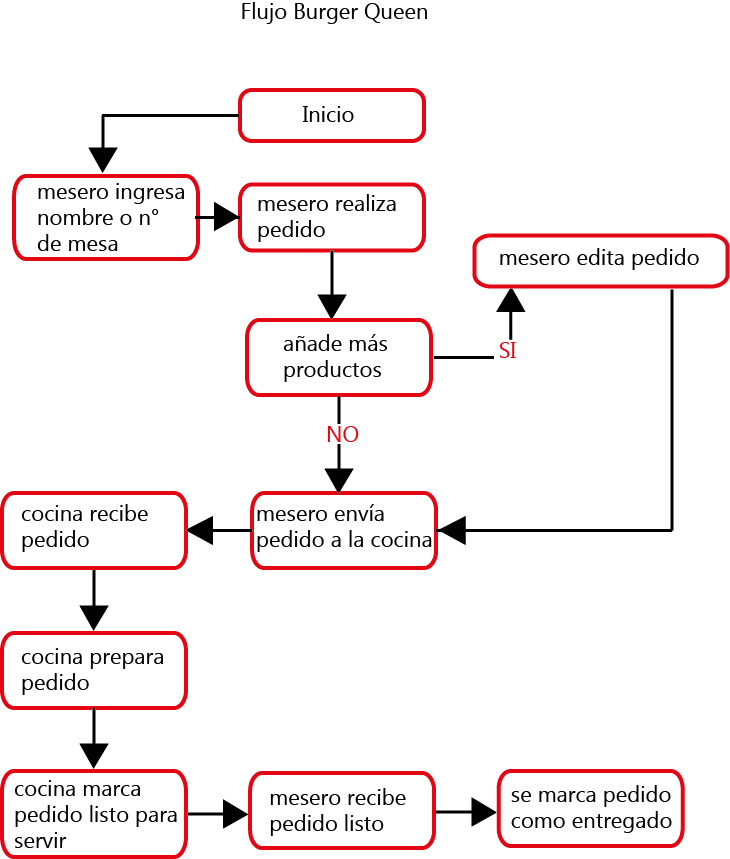 Flujo Burger Queen
Inicio
mesero ingresa
nombre o n°
de mesa
mesero realiza
pedido
mesero edita pedido
añade más
productos
SI
NO
mesero envía
pedido a la cocina
cocina recibe
pedido
cocina prepara
pedido
cocina marca
pedido listo para
servir
mesero recibe
pedido listo
se marca pedido
como entregado